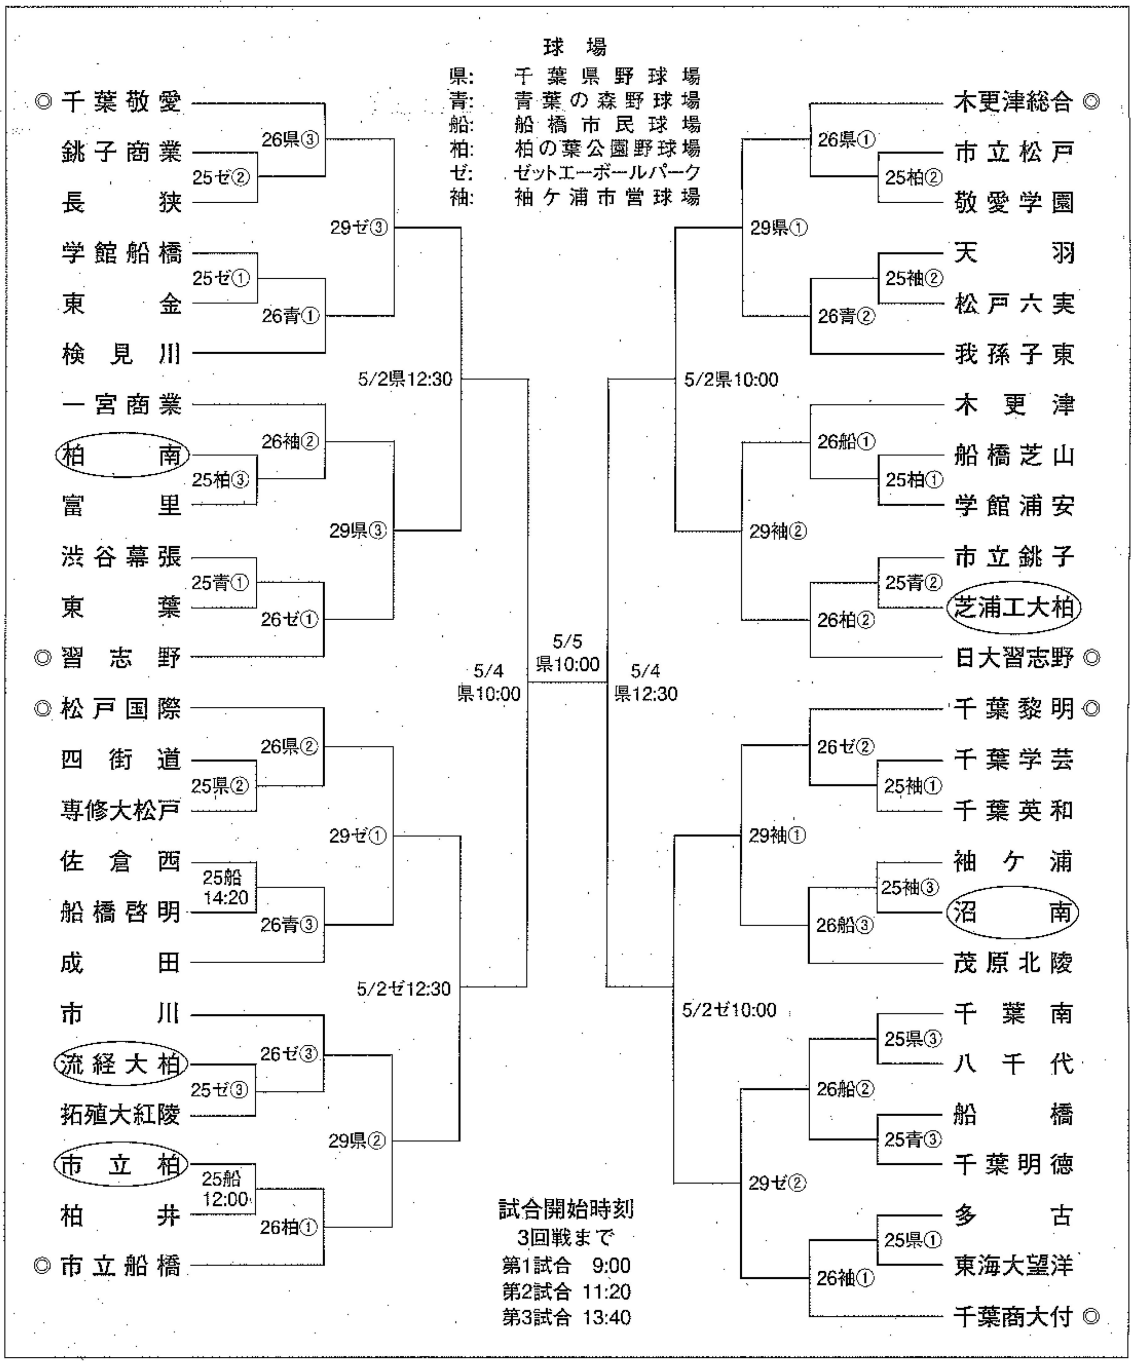 球場
県: 千葉県野球場
青: 青葉の森野球場
船: 船橋市民球場
柏: 柏の葉公園野球場
ゼ: ゼットエーボールパーク
袖: 袖ケ浦市営球場
◎千葉敬愛
26県③
銚子商業
25ゼ②
長狭
29ゼ③
学館船橋
25ゼ①
東金
26青①
検見川
5/2県12:30
一宮商業
26袖②
柏南
25柏③
富里
29県③
渋谷幕張
25青①
東葉
26ゼ①
◎習志野
5/4
県10:00
◎松戸国際
26県②
四街道
25県②
専修大松戸
29ゼ①
佐倉西
25船
14:20
船橋啓明
26青③
成田
5/2ゼ12:30
市川
26ゼ③
流経大柏
25ゼ③
拓殖大紅陵
29県②
市立柏
25船
12:00
柏井
26柏①
◎市立船橋
5/5
県10:00
木更津総合◎
26県①
市立松戸
25柏②
敬愛学園
29県①
天羽
25袖②
松戸六実
26青②
我孫子東
5/2県10:00
木更津
26船①
船橋芝山
25柏①
学館浦安
29袖②
市立銚子
25青②
芝浦工大柏
26柏②
日大習志野◎
5/4
県12:30
千葉黎明◎
26ゼ②
千葉学芸
25袖①
千葉英和
29袖①
袖ケ浦
25袖③
沼南
26船③
茂原北陵
5/2ゼ10:00
千葉南
25県③
八千代
26船②
船橋
25青③
千葉明徳
29ゼ②
多古
25県①
東海大望洋
26袖①
千葉商大付◎
試合開始時刻
3回戦まで
第1試合 9:00
第2試合 11:20
第3試合 13:40